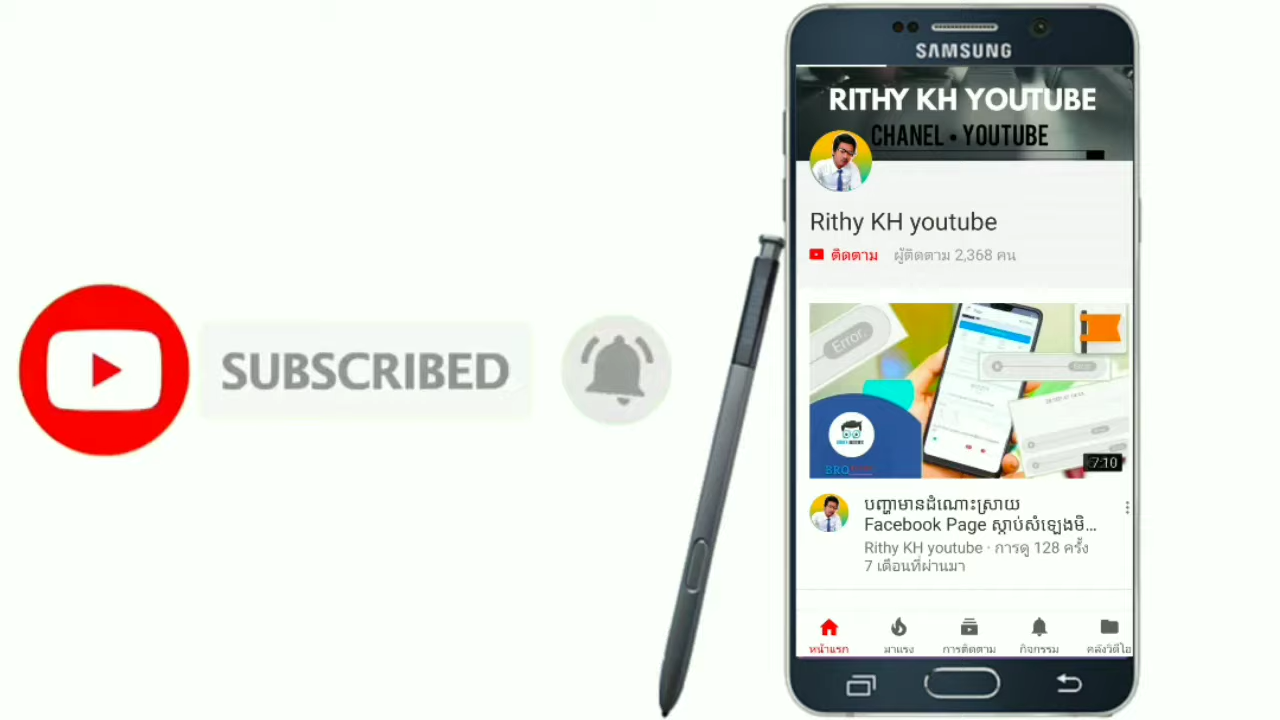 SUBSCRIBED
SAMSUNG
RITHY KH YOUTUBE
CHANEL • YOUTUBE
Rithy KH youtube
ติดตาม ผู้ติดตาม 2,368 คน
Error.
Error
BRO
7:10
បញ្ហាមានដំណោះស្រាយ
Facebook Page ស្តាប់សំឡេងមិ...
Rithy KH youtube · การดู 128 ครั้ง
7 เดือนที่ผ่านมา
หน้าแรก มาแรง การติดตาม กิจกรรม คลังวิดีโอ